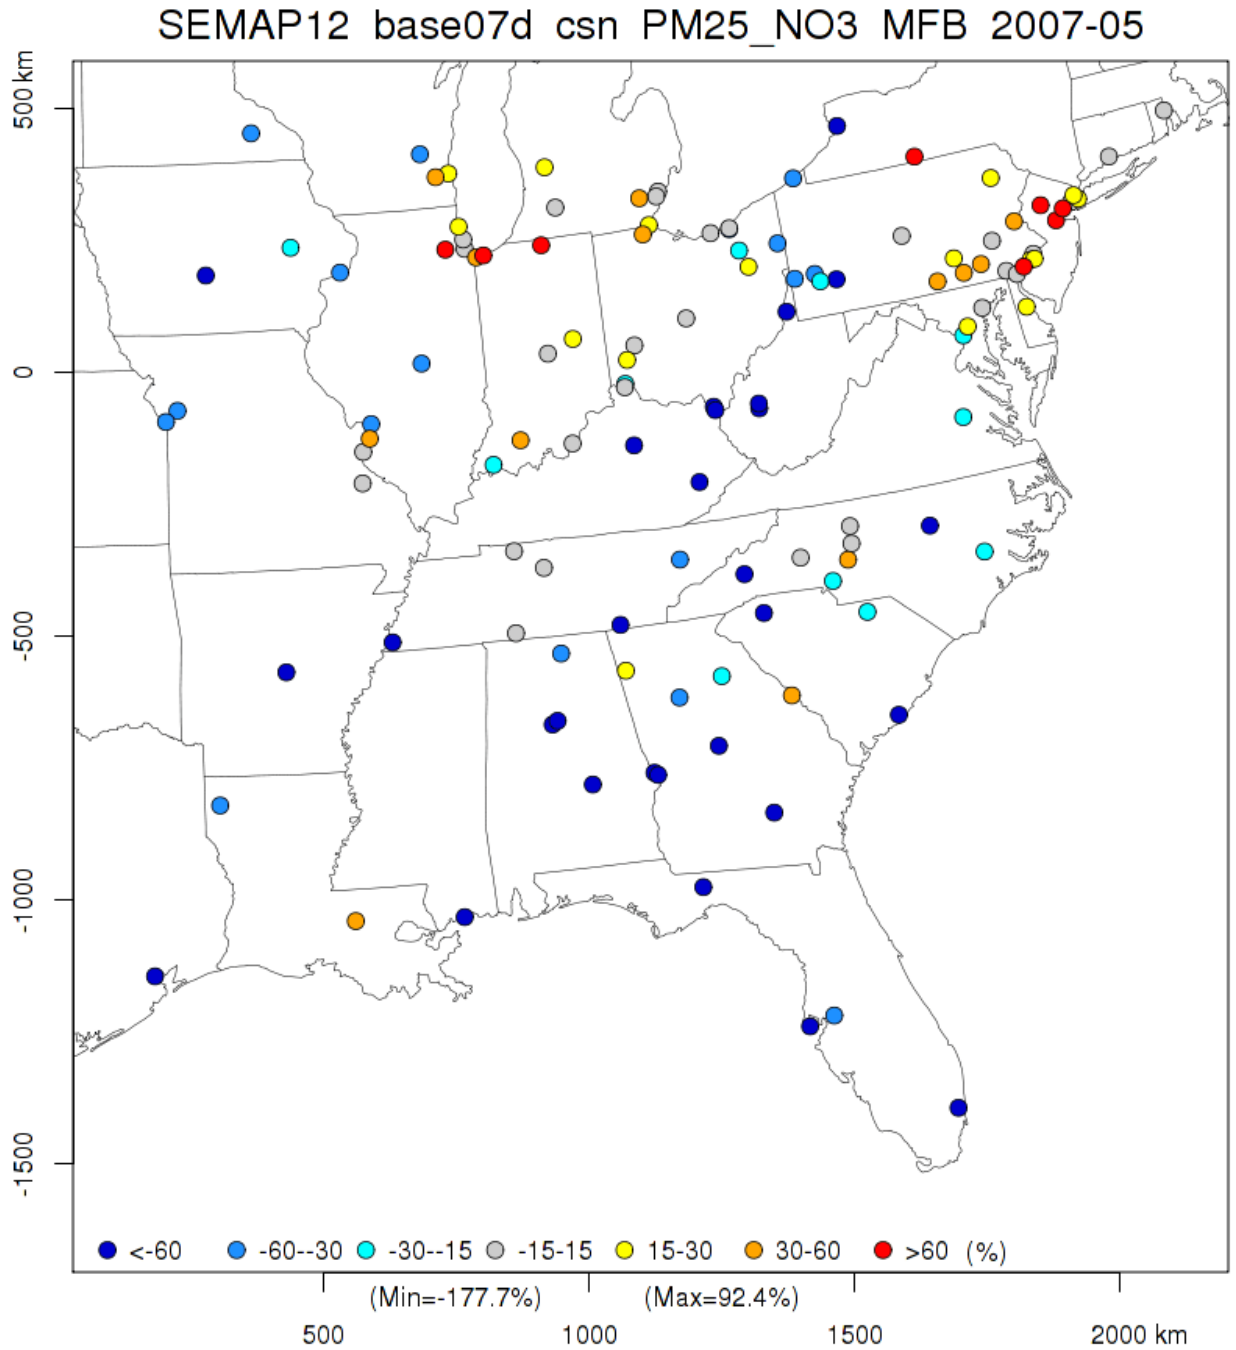 SEMAP12 base07d csn PM25_NO3 MFB 2007-05
500 km
0
-500
-1000
-1500
<-60 -60--30 -30--15 -15-15 15-30 30-60 >60 (%)
(Min=-177.7%) (Max=92.4%)
500 1000 1500 2000 km